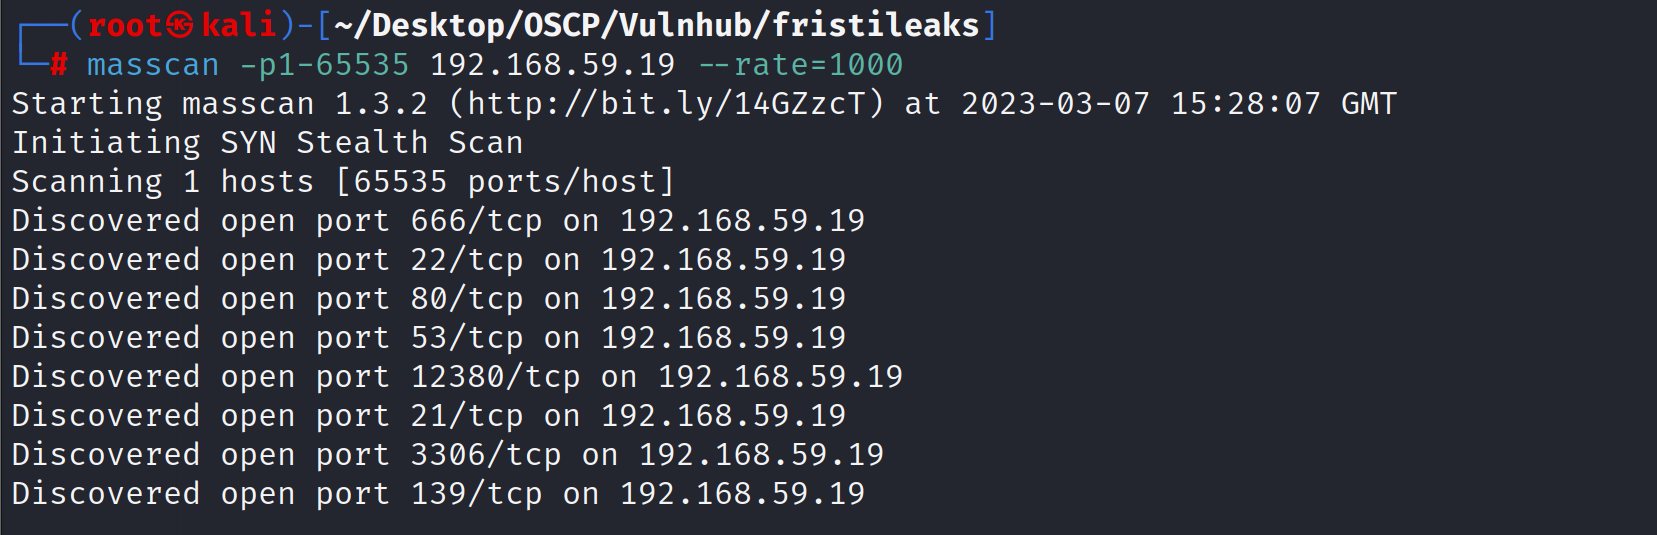 ┌──(root㉿kali)-[~/Desktop/OSCP/Vulnhub/fristileaks]
└─# masscan -p1-65535 192.168.59.19 --rate=1000
Starting masscan 1.3.2 (http://bit.ly/14GZzcT) at 2023-03-07 15:28:07 GMT
Initiating SYN Stealth Scan
Scanning 1 hosts [65535 ports/host]
Discovered open port 666/tcp on 192.168.59.19
Discovered open port 22/tcp on 192.168.59.19
Discovered open port 80/tcp on 192.168.59.19
Discovered open port 53/tcp on 192.168.59.19
Discovered open port 12380/tcp on 192.168.59.19
Discovered open port 21/tcp on 192.168.59.19
Discovered open port 3306/tcp on 192.168.59.19
Discovered open port 139/tcp on 192.168.59.19